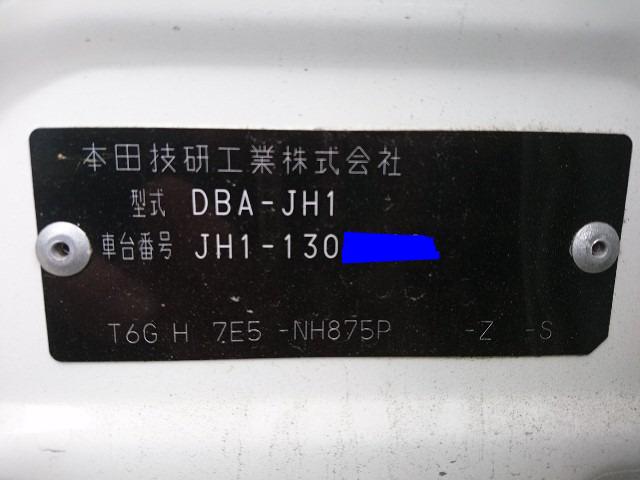 本田技研工業株式会社
型式 DBA-JH1
車台番号 JH1-130
T6G H 7E5 -NH875P -Z -S